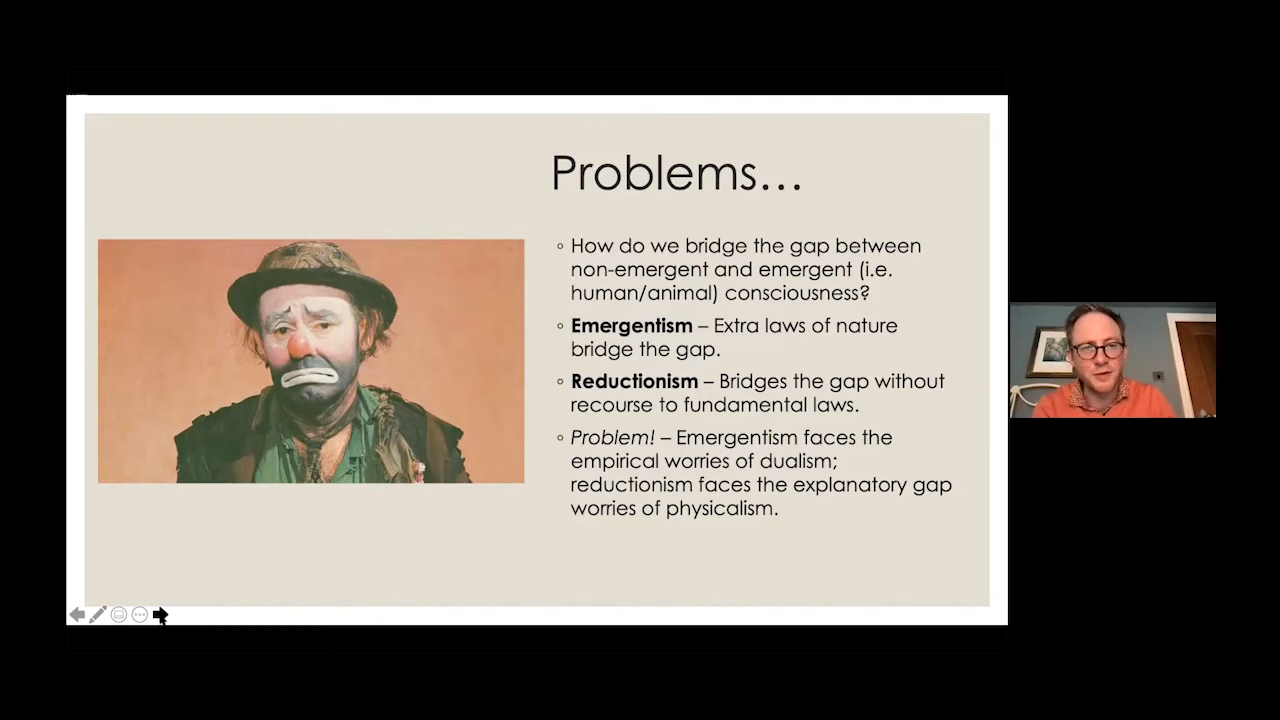 Problems…
◦ How do we bridge the gap between
non-emergent and emergent (i.e.
human/animal) consciousness?
◦ Emergentism – Extra laws of nature
bridge the gap.
◦ Reductionism – Bridges the gap without
recourse to fundamental laws.
◦ Problem! – Emergentism faces the
empirical worries of dualism;
reductionism faces the explanatory gap
worries of physicalism.